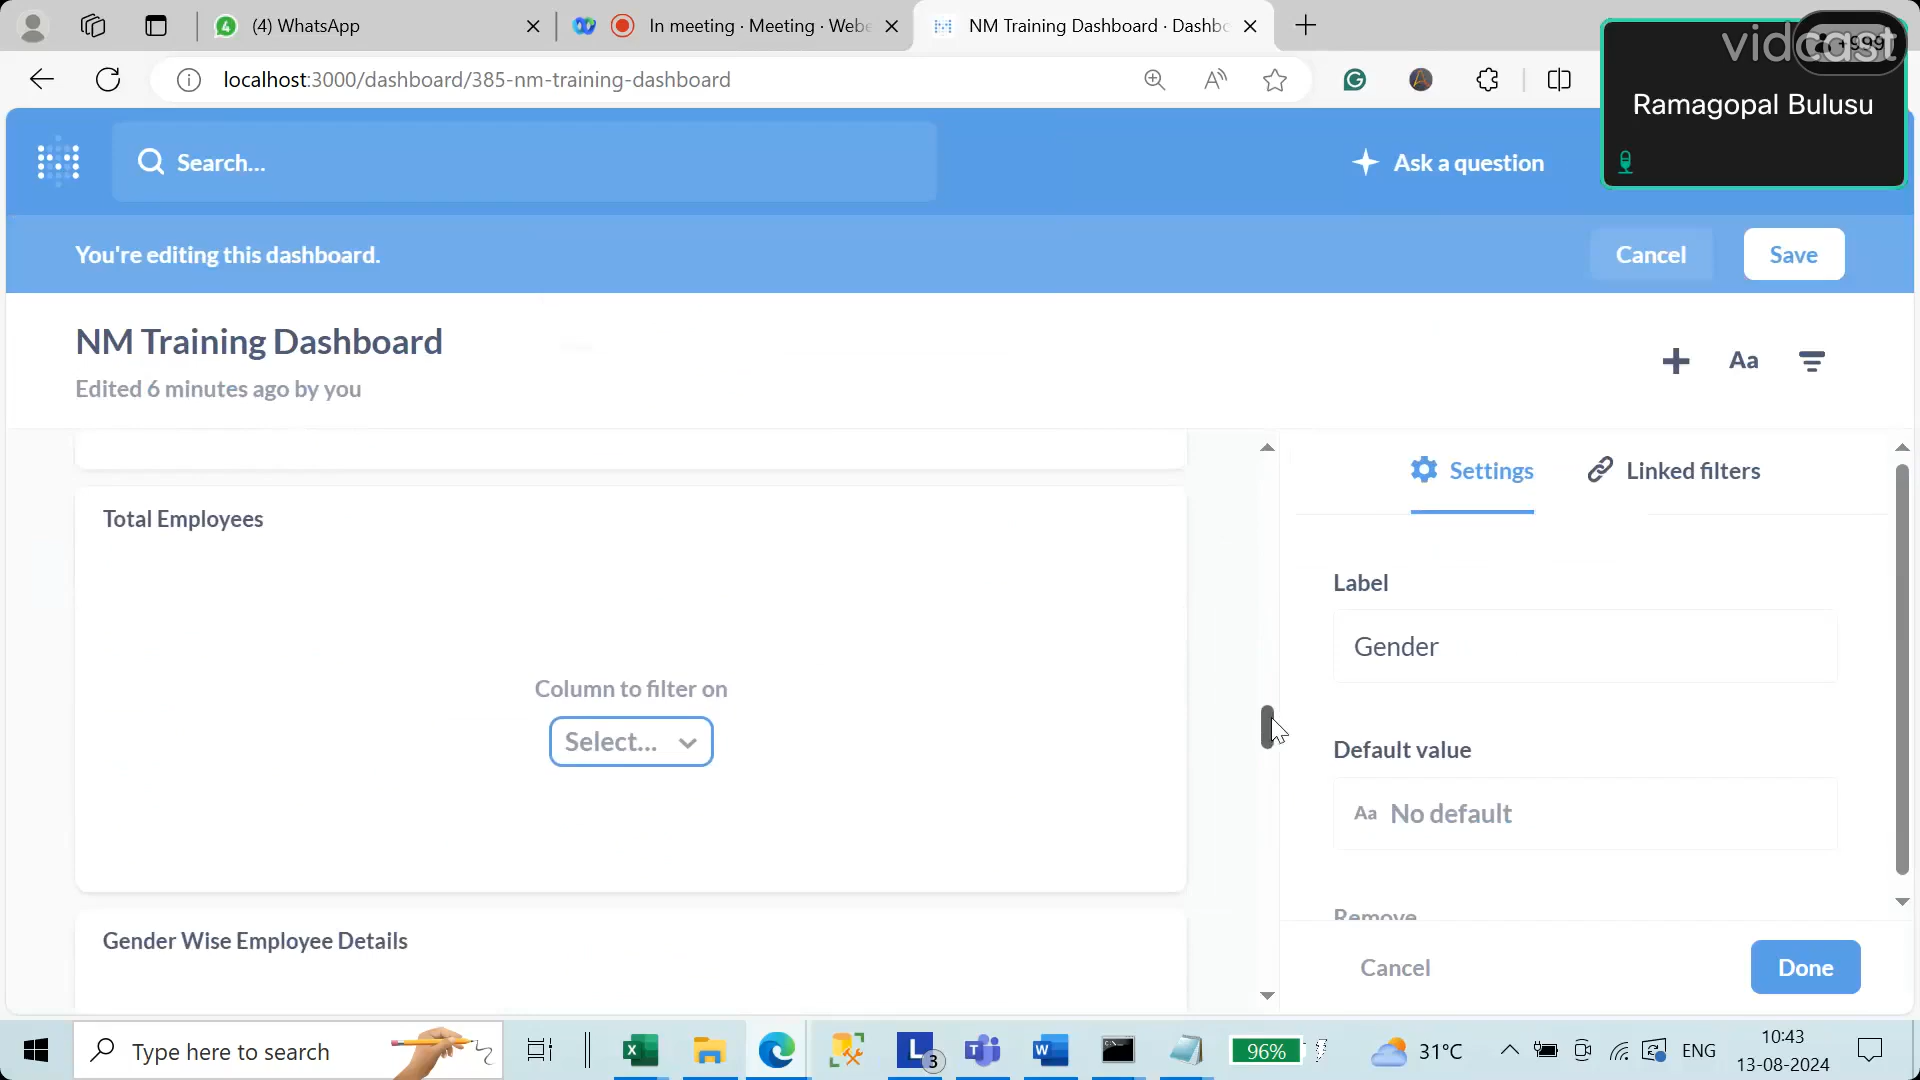 (4) WhatsApp
In meeting · Meeting · Webe
NM Training Dashboard · Dashbo
localhost:3000/dashboard/385-nm-training-dashboard
vidcast
+999
Ramagopal Bulusu
Search...
Ask a question
You're editing this dashboard.
Cancel
Save
NM Training Dashboard
Edited 6 minutes ago by you
Aa
Total Employees
Column to filter on
Select...
Gender Wise Employee Details
Settings
Linked filters
Label
Gender
Default value
Aa No default
Remove
Cancel
Done
Type here to search
3
96%
31°C
ENG
10:43
13-08-2024